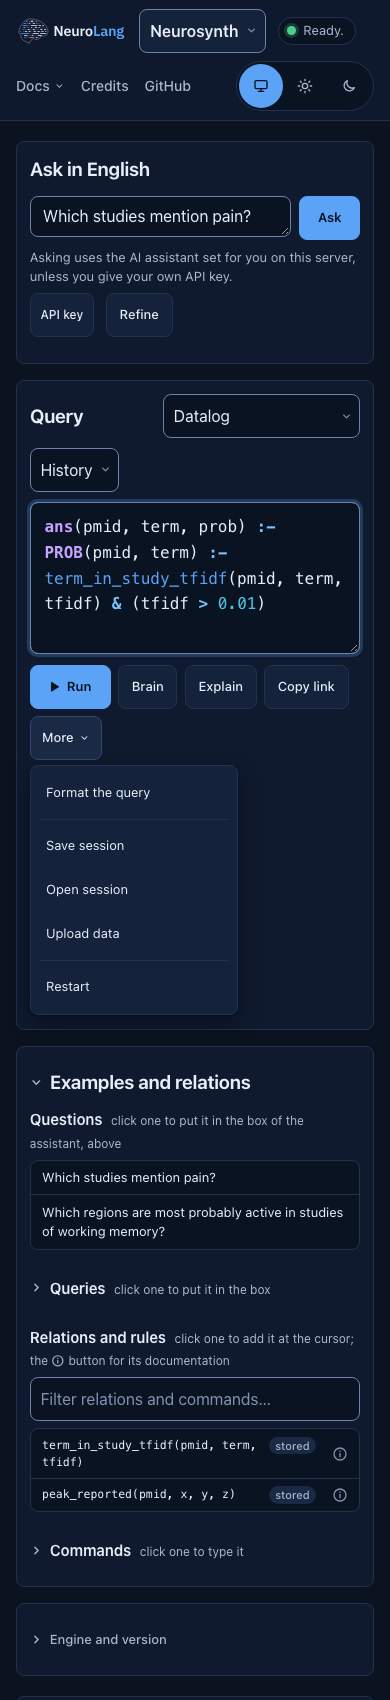 NeuroLang
Neurosynth
Ready.
Docs
Credits
GitHub
Ask in English
Which studies mention pain?
Ask
Asking uses the AI assistant set for you on this server,
unless you give your own API key.
API key
Refine
Query
Datalog
History
ans(pmid, term, prob) :-
PROB(pmid, term) :-
term_in_study_tfidf(pmid, term,
tfidf) & (tfidf > 0.01)
Run
Brain
Explain
Copy link
More
Format the query
Save session
Open session
Upload data
Restart
Examples and relations
Questions click one to put it in the box of the
assistant, above
Which studies mention pain?
Which regions are most probably active in studies
of working memory?
Queries click one to put it in the box
Relations and rules click one to add it at the cursor;
the ⓘ button for its documentation
Filter relations and commands...
term_in_study_tfidf(pmid, term,
tfidf)
stored
peak_reported(pmid, x, y, z)
stored
Commands click one to type it
Engine and version